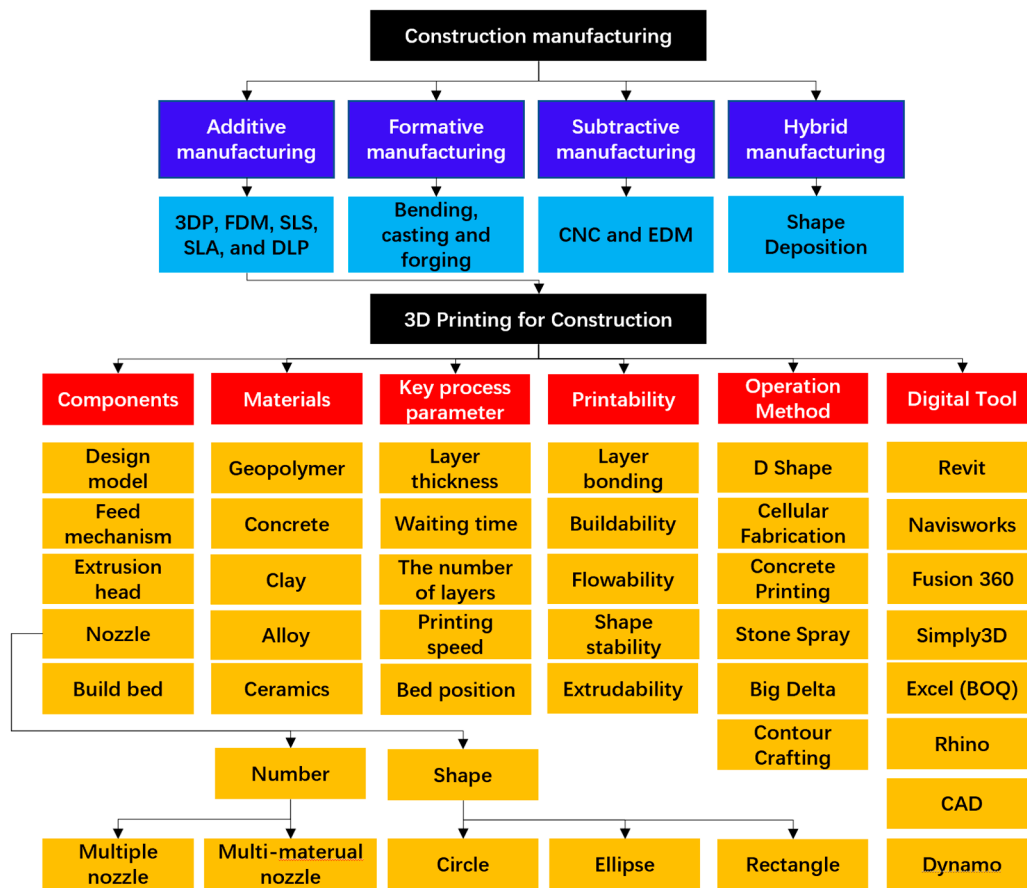 Construction manufacturing
Additive
manufacturing
Formative
manufacturing
Subtractive
manufacturing
Hybrid
manufacturing
3DP, FDM, SLS,
SLA, and DLP
Bending,
casting and
forging
CNC and EDM
Shape
Deposition
3D Printing for Construction
Components
Materials
Key process
parameter
Printability
Operation
Method
Digital Tool
Design
model
Geopolymer
Layer
thickness
Layer
bonding
D Shape
Revit
Feed
mechanism
Concrete
Waiting time
Buildability
Cellular
Fabrication
Navisworks
Extrusion
head
Clay
The number
of layers
Flowability
Concrete
Printing
Fusion 360
Nozzle
Alloy
Printing
speed
Shape
stability
Stone Spray
Simply3D
Build bed
Ceramics
Bed position
Extrudability
Big Delta
Excel (BOQ)
Number
Shape
Contour
Crafting
Rhino
CAD
Multiple
nozzle
Multi-materual
nozzle
Circle
Ellipse
Rectangle
Dynamo